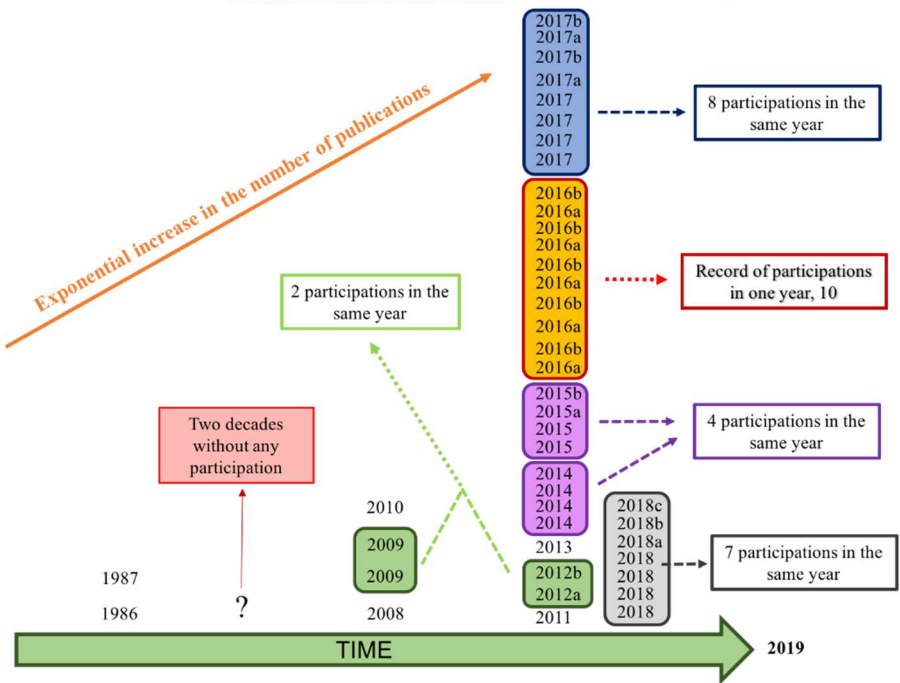 Exponential increase in the number of publications
2017b
2017a
2017b
2017a
2017
2017
2017
2017
8 participations in the
same year
2016b
2016a
2016b
2016a
2016b
2016a
2016b
2016a
2016b
2016a
Record of participations
in one year, 10
2 participations in the
same year
2015b
2015a
2015
2015
4 participations in the
same year
Two decades
without any
participation
2014
2014
2014
2014
2010
2009
2009
2008
2013
2012b
2012a
2011
2018c
2018b
2018a
2018
2018
2018
2018
7 participations in the
same year
1987
1986
?
TIME
2019